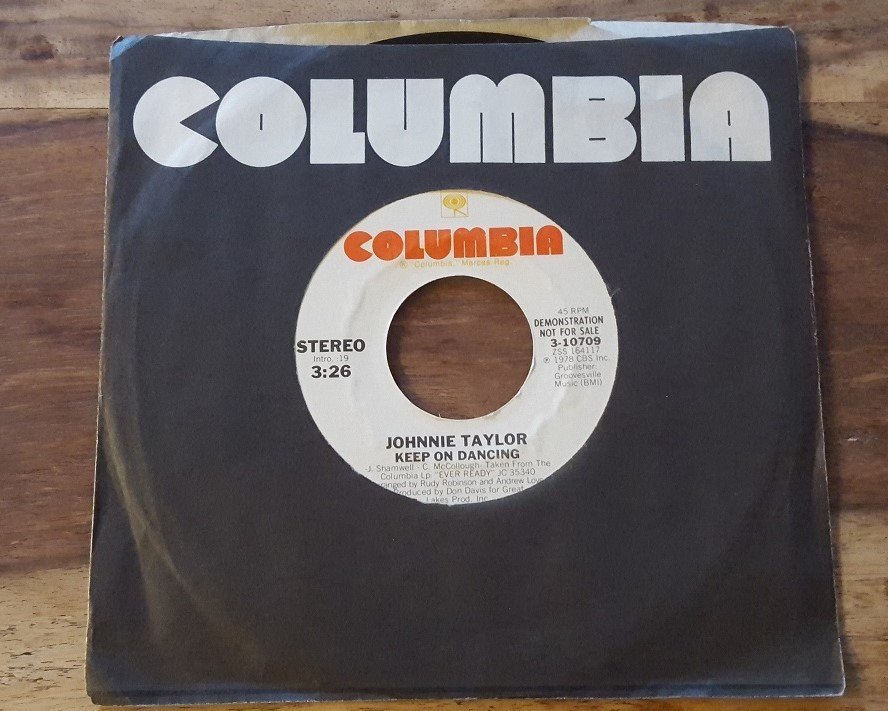 COLUMBIA
COLUMBIA
® "Columbia," Marcas Reg.
STEREO
Intro. :19
3:26
45 RPM
DEMONSTRATION
NOT FOR SALE
3-10709
ZSS 164117
℗ 1978 CBS Inc.
Publisher:
Groovesville
Music (BMI)
JOHNNIE TAYLOR
KEEP ON DANCING
-J. Shamwell - C. McCollough- Taken From The
Columbia Lp: "EVER READY" JC 35340
by Rudy Robinson and Andrew
Produced by Don Davis for Great
Lakes Prod. Inc.